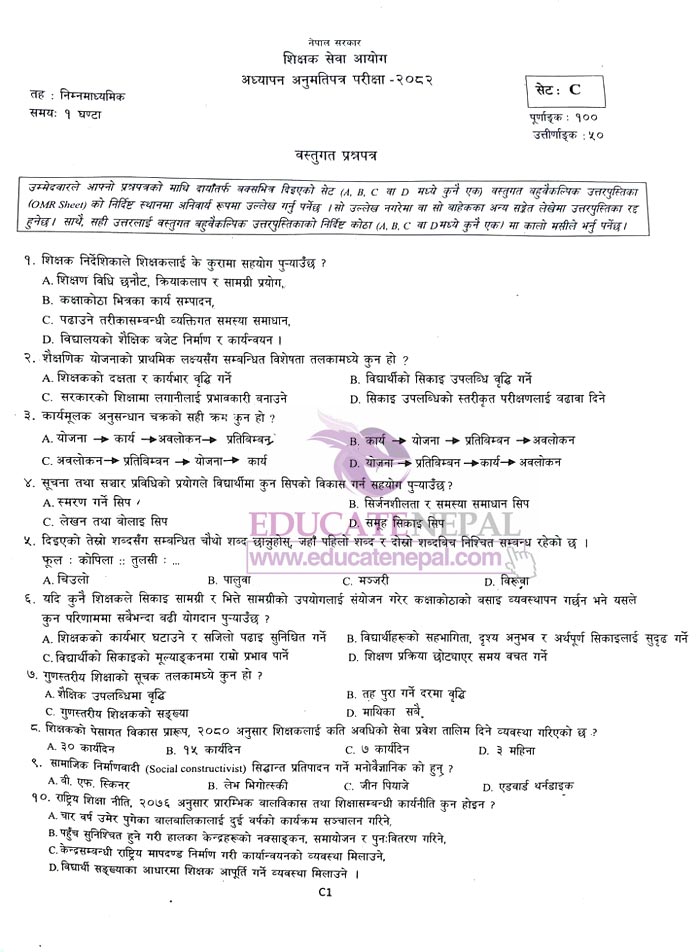 नेपाल सरकार
शिक्षक सेवा आयोग
अध्यापन अनुमतिपत्र परीक्षा -२०८२
तह : निम्नमाध्यमिक
सेट: C
समयः १ घण्टा
पूर्णाङ्क : १००
उत्तीर्णाङ्क : ५०
वस्तुगत प्रश्नपत्र
उम्मेदवारले आफ्नो प्रश्नपत्रको माथि दायाँतर्फ बक्सभित्र दिइएको सेट (A, B, C वा D मध्ये कुनै एक) वस्तुगत बहुवैकल्पिक उत्तरपुस्तिका
(OMR Sheet) को निर्दिष्ट स्थानमा अनिवार्य रूपमा उल्लेख गर्नु पर्नेछ । सो उल्लेख नगरेमा वा सो बाहेकका अन्य सङ्केत लेखेमा उत्तरपुस्तिका रद्द
हुनेछ । साथै, सही उत्तरलाई वस्तुगत बहुवैकल्पिक उत्तरपुस्तिकाको निर्दिष्ट कोठा (A, B, C वा D मध्ये कुनै एक) मा कालो मसीले भर्नु पर्नेछ ।
१. शिक्षक निर्देशिकाले शिक्षकलाई के कुरामा सहयोग पुऱ्याउँछ ?
A. शिक्षण विधि छनौट, क्रियाकलाप र सामग्री प्रयोग,
B. कक्षाकोठा भित्रका कार्य सम्पादन,
C. पढाउने तरीकासम्बन्धी व्यक्तिगत समस्या समाधान,
D. विद्यालयको शैक्षिक बजेट निर्माण र कार्यन्वयन ।
२. शैक्षणिक योजनाको प्राथमिक लक्ष्यसँग सम्बन्धित विशेषता तलकामध्ये कुन हो ?
A. शिक्षकको दक्षता र कार्यभार वृद्धि गर्ने B. विद्यार्थीको सिकाइ उपलब्धि वृद्धि गर्ने
C. सरकारको शिक्षामा लगानीलाई प्रभावकारी बनाउने D. सिकाइ उपलब्धिको स्तरीकृत परीक्षणलाई बढावा दिने
३. कार्यमूलक अनुसन्धान चक्रको सही क्रम कुन हो ?
A. योजना → कार्य →अवलोकन→ प्रतिबिम्बन B. कार्य → योजना → प्रतिबिम्बन →अवलोकन
C. अवलोकन→ प्रतिबिम्बन → योजना→ कार्य D. योजना → प्रतिबिम्बन →कार्य→ अवलोकन
४. सूचना तथा सञ्चार प्रविधिको प्रयोगले विद्यार्थीमा कुन सिपको विकास गर्न सहयोग पुऱ्याउँछ ?
A. स्मरण गर्ने सिप B. सिर्जनशीलता र समस्या समाधान सिप
C. लेखन तथा बोलाइ सिप D. समूह सिकाइ सिप
EDUCATENEPAL
www.educatenepal.com
५. दिइएको तेस्रो शब्दसँग सम्बन्धित चौथो शब्द छान्नुहोस्, जहाँ पहिलो शब्द र दोस्रो शब्दबिच निश्चित सम्बन्ध रहेको छ ।
फूल : कोपिला :: तुलसी : ...
A. बिउलो B. पालुवा C. मञ्जरी D. बिरूवा
६. यदि कुनै शिक्षकले सिकाइ सामग्री र भित्ते सामग्रीको उपयोगलाई संयोजन गरेर कक्षाकोठाको बसाइ व्यवस्थापन गर्छन भने यसले
कुन परिणाममा सबैभन्दा बढी योगदान पुऱ्याउँछ ?
A. शिक्षकको कार्यभार घटाउने र सजिलो पढाइ सुनिश्चित गर्ने B. विद्यार्थीहरूको सहभागिता, दृश्य अनुभव र अर्थपूर्ण सिकाइलाई सुदृढ गर्ने
C. विद्यार्थीको सिकाइको मूल्याङ्कनमा राम्रो प्रभाव पार्ने D. शिक्षण प्रक्रिया छोट्याएर समय बचत गर्ने
७. गुणस्तरीय शिक्षाको सूचक तलकामध्ये कुन हो ?
A. शैक्षिक उपलब्धिमा वृद्धि B. तह पुरा गर्ने दरमा वृद्धि
C. गुणस्तरीय शिक्षकको सङ्ख्या D. माथिका सबै
८. शिक्षकको पेसागत विकास प्रारूप, २०८० अनुसार शिक्षकलाई कति अवधिको सेवा प्रवेश तालिम दिने व्यवस्था गरिएको छ ?
A. ३० कार्यदिन B. १५ कार्यदिन C. ७ कार्यदिन D. ३ महिना
९. सामाजिक निर्माणवादी (Social constructivist) सिद्धान्त प्रतिपादन गर्ने मनोवैज्ञानिक को हुन् ?
A. वी. एफ. स्किनर B. लेभ भिगोत्स्की C. जीन पियाजे D. एडवार्ड थर्नडाइक
१०. राष्ट्रिय शिक्षा नीति, २०७६ अनुसार प्रारम्भिक बालविकास तथा शिक्षासम्बन्धी कार्यनीति कुन होइन ?
A. चार वर्ष उमेर पुगेका बालबालिकालाई दुई वर्षको कार्यक्रम सञ्चालन गरिने,
B. पहुँच सुनिश्चित हुने गरी हालका केन्द्रहरूको नक्साङ्कन, समायोजन र पुनःवितरण गरिने,
C. केन्द्रसम्बन्धी राष्ट्रिय मापदण्ड निर्माण गरी कार्यान्वयनको व्यवस्था मिलाउने,
D. विद्यार्थी सङ्ख्याका आधारमा शिक्षक आपूर्ति गर्ने व्यवस्था मिलाउने ।
C1